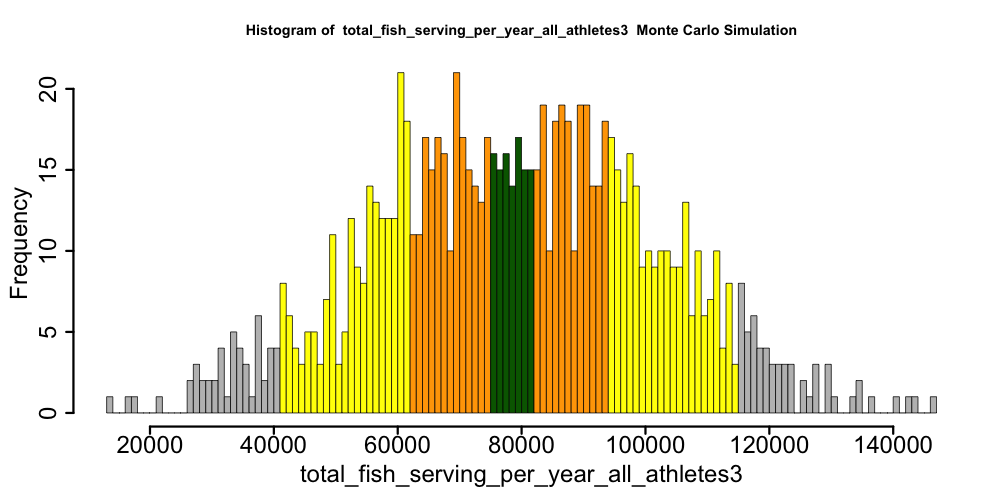 Histogram of  total_fish_serving_per_year_all_athletes3  Monte Carlo Simulation
Frequency
20
15
10
5
0
20000 40000 60000 80000 100000 120000 140000
total_fish_serving_per_year_all_athletes3